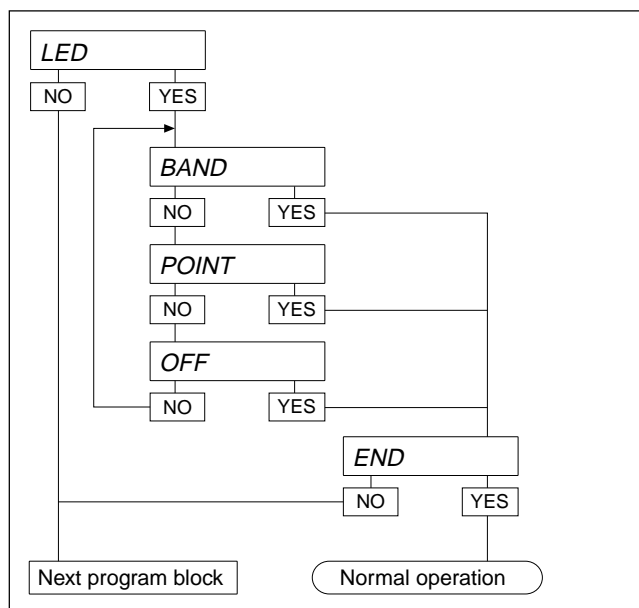 LED
NO YES
BAND
NO YES
POINT
NO YES
OFF
NO YES
END
NO YES
Next program block Normal operation